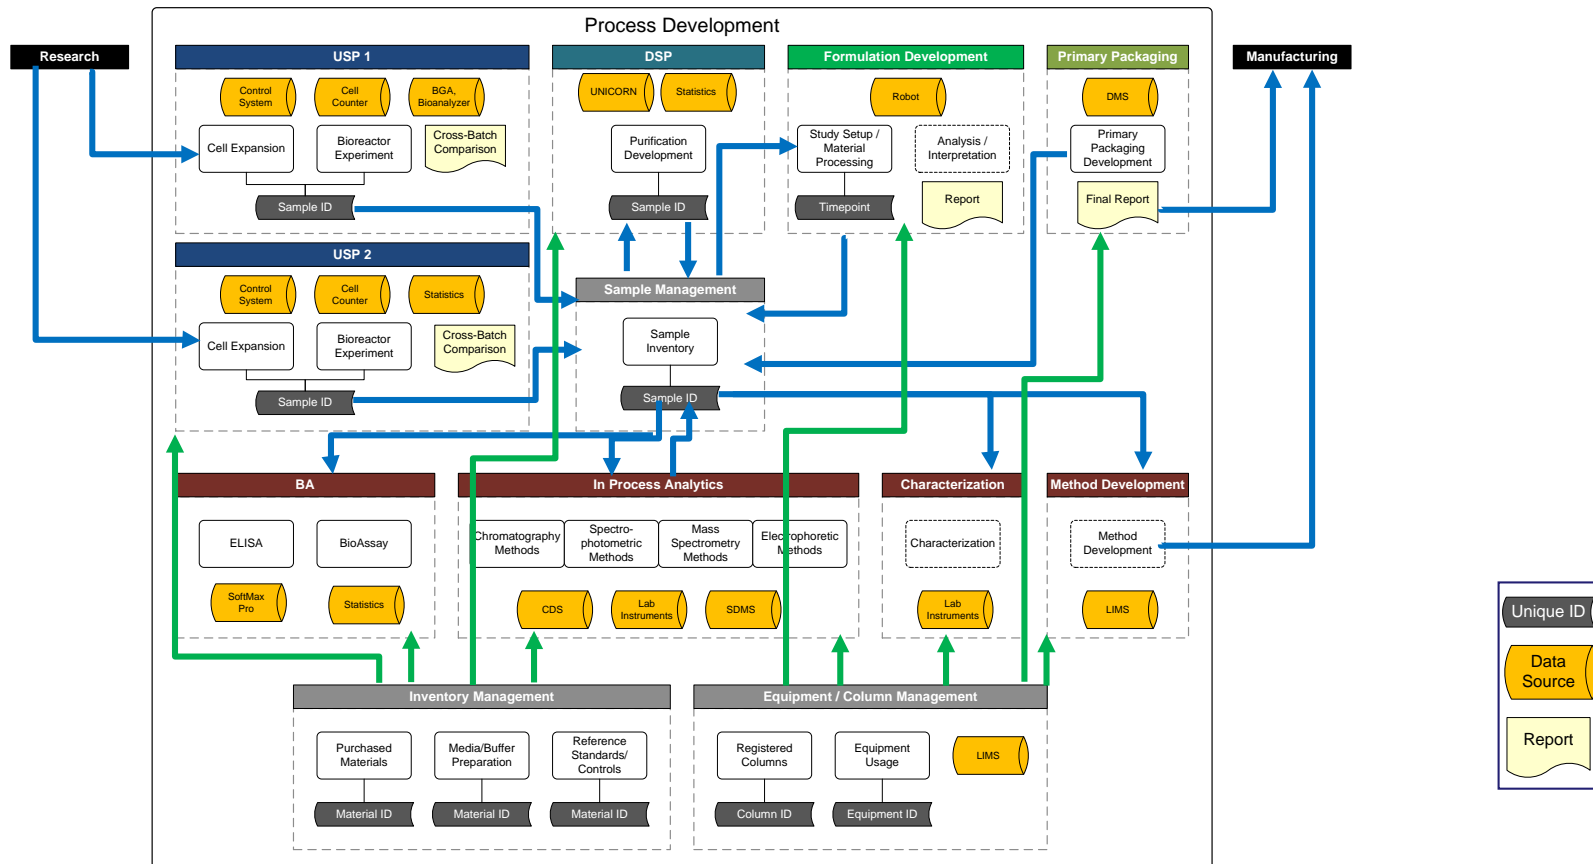 Process Development
Research
USP 1
DSP
Formulation Development
Primary Packaging
Manufacturing
Control
System
Cell
Counter
BGA,
Bioanalyzer
UNICORN
Statistics
Robot
DMS
Cell Expansion
Bioreactor
Experiment
Cross-Batch
Comparison
Purification
Development
Study Setup /
Material
Processing
Analysis /
Interpretation
Primary
Packaging
Development
Sample ID
Sample ID
Timepoint
Report
Final Report
USP 2
Control
System
Cell
Counter
Statistics
Sample Management
Cell Expansion
Bioreactor
Experiment
Cross-Batch
Comparison
Sample
Inventory
Sample ID
Sample ID
BA
In Process Analytics
Characterization
Method Development
ELISA
BioAssay
Chromatography
Methods
Spectro-
photometric
Methods
Mass
Spectrometry
Methods
Electrophoretic
Methods
Characterization
Method
Development
SoftMax
Pro
Statistics
CDS
Lab
Instruments
SDMS
Lab
Instruments
LIMS
Inventory Management
Equipment / Column Management
Purchased
Materials
Media/Buffer
Preparation
Reference
Standards/
Controls
Registered
Columns
Equipment
Usage
LIMS
Material ID
Material ID
Material ID
Column ID
Equipment ID
Unique ID
Data
Source
Report